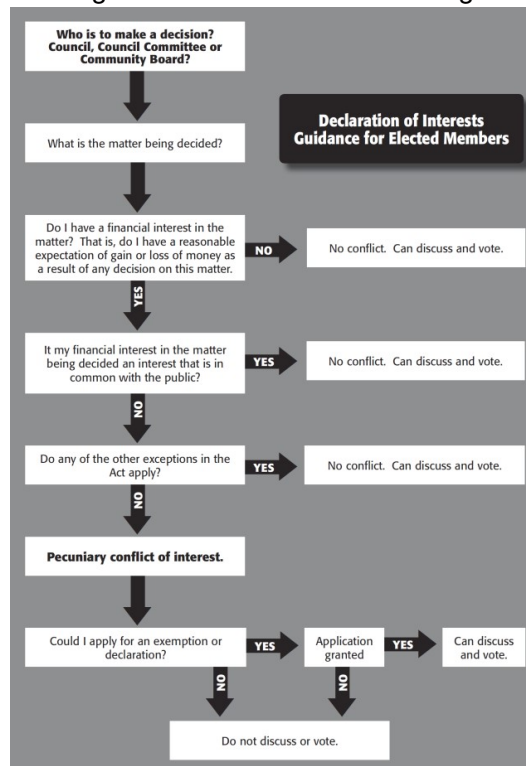 Who is to make a decision?
Council, Council Committee or
Community Board?
Declaration of Interests
Guidance for Elected Members
What is the matter being decided?
Do I have a financial interest in the
matter? That is, do I have a reasonable
expectation of gain or loss of money as
a result of any decision on this matter.
NO
No conflict. Can discuss and vote.
YES
It my financial interest in the matter
being decided an interest that is in
common with the public?
YES
No conflict. Can discuss and vote.
NO
Do any of the other exceptions in the
Act apply?
YES
No conflict. Can discuss and vote.
NO
Pecuniary conflict of interest.
Could I apply for an exemption or
declaration?
YES
Application
granted
YES
Can discuss
and vote.
NO
NO
Do not discuss or vote.